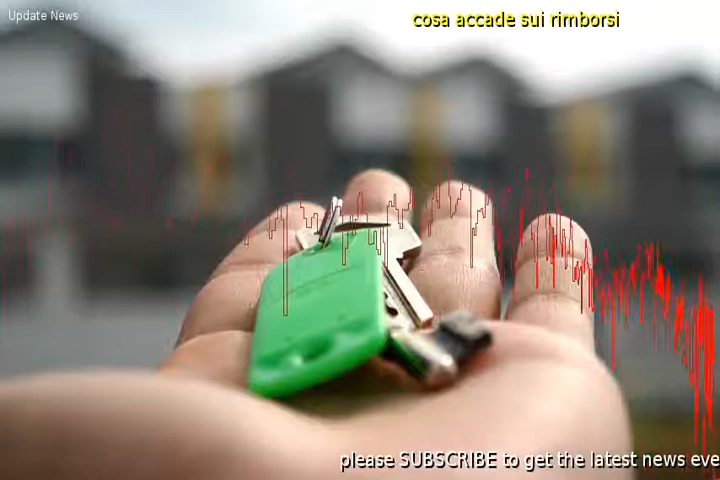 Update News
cosa accade sui rimborsi
please SUBSCRIBE to get the latest news eve